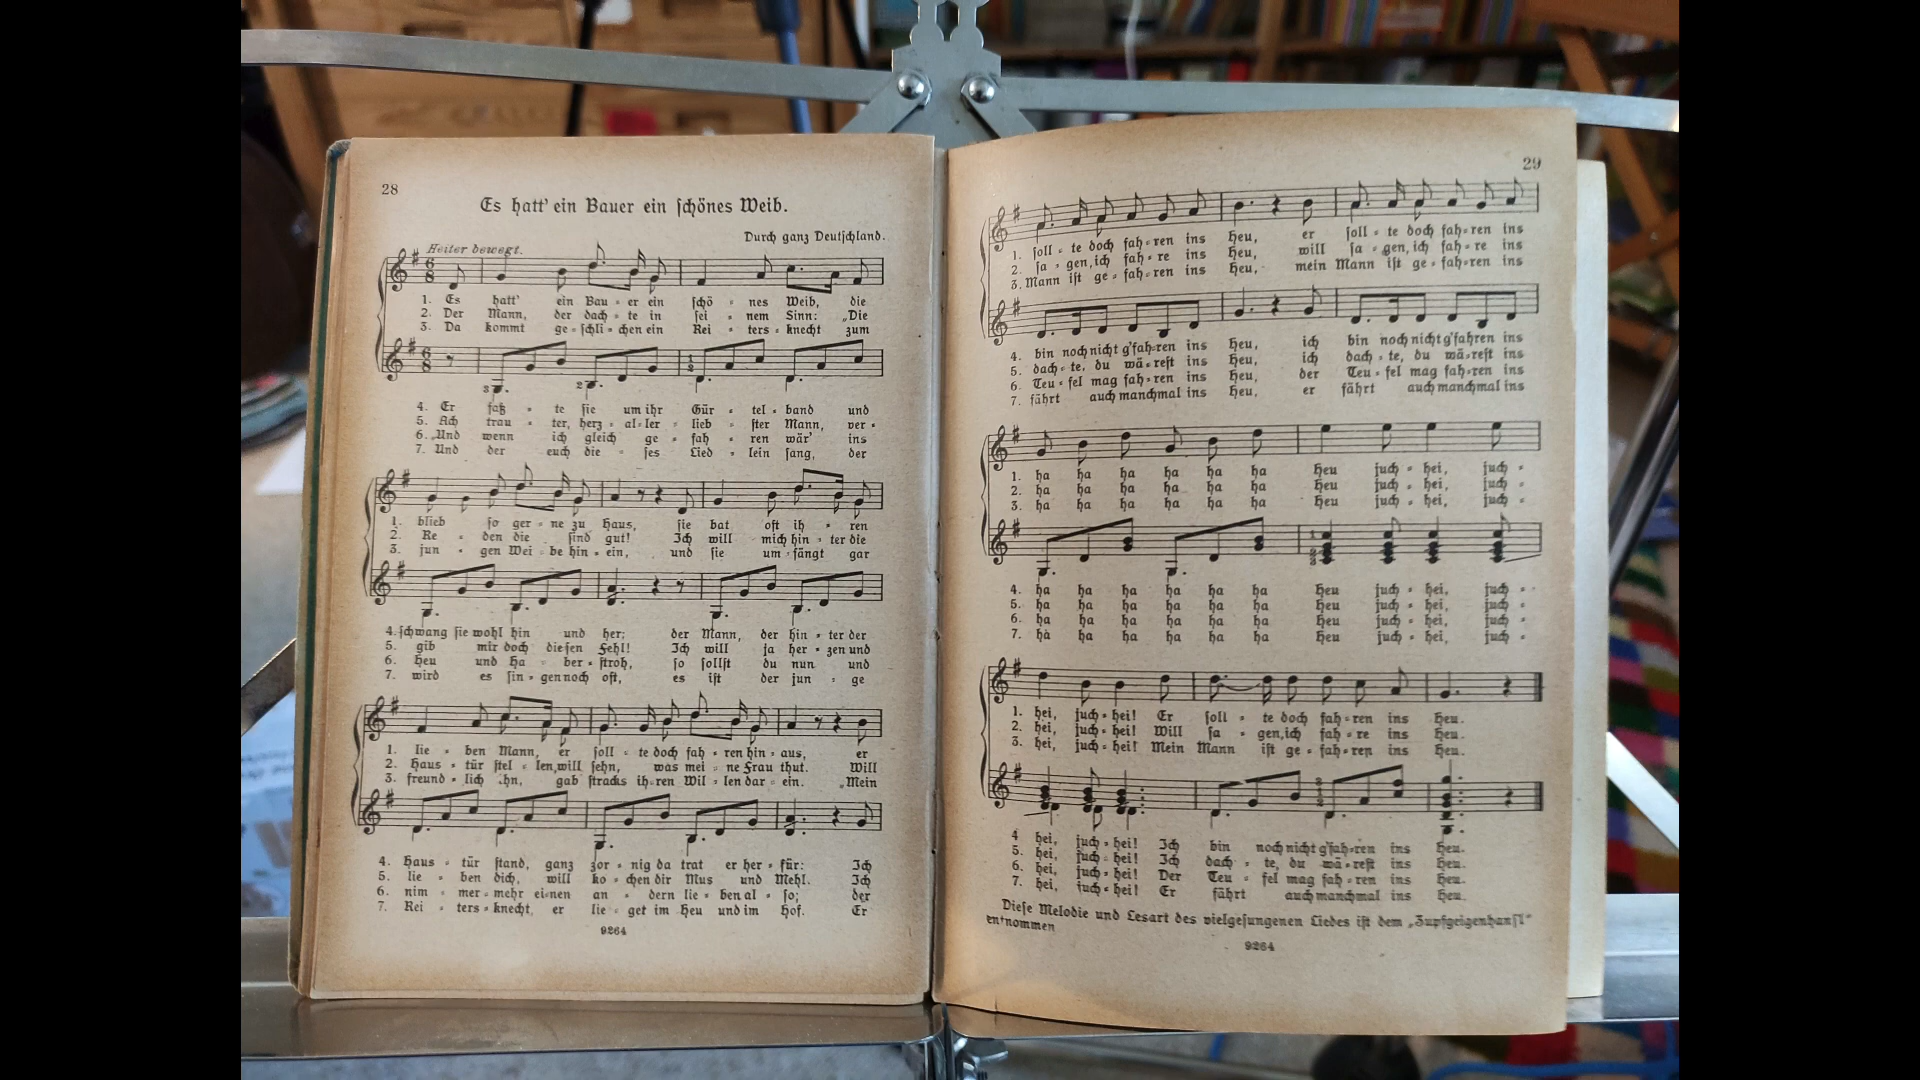 28
Es hatt' ein Bauer ein schönes Weib.
Durch ganz Deutschland.
Heiter bewegt.
1. Es hatt' ein Bau-er ein schö-nes Weib, die
2. Der Mann, der dach-te in sei-nem Sinn: „Die
3. Da kommt ge-schli-chen ein Rei-ters-knecht zum
4. Er faß-te sie um ihr Gür-tel-band und
5. Ach trau-ter, herz-al-ler-lieb-ster Mann, ver-
6. „Und wenn ich gleich ge-fah-ren wär' ins
7. Und der euch die-ses Lied-lein sang, der
1. blieb so ger-ne zu Haus, sie bat oft ih-ren
2. Re-den die sind gut! Ich will mich hin-ter die
3. jun-gen Wei-be hin-ein, und sie um-fängt gar
4. schwang sie wohl hin und her; der Mann, der hin-ter der
5. gib mir doch diesen Fehl! Ich will ja her-zen und
6. Heu und Ha-ber-stroh, so sollst du nun und
7. wird es sin-gen noch oft, es ist der jun-ge
1. lie-ben Mann, er soll-te doch fah-ren hin-aus, er
2. Haus-tür stel-len, will sehn, was mei-ne Frau thut. Will
3. freund-lich ihn, gab stracks ih-ren Wil-len dar-ein. „Mein
4. Haus-tür stand, ganz zor-nig da trat er her-für: Ich
5. lie-ben dich, will ko-chen dir Mus und Mehl. Ich
6. nim-mer-mehr ei-nen an-dern lie-ben al-so; der
7. Rei-ters-knecht, er lie-get im Heu und im Hof. Er
9264
29
1. soll-te doch fah-ren ins Heu, er soll-te doch fah-ren ins
2. sa-gen, ich fah-re ins Heu, will sa-gen, ich fah-re ins
3. Mann ist ge-fah-ren ins Heu, mein Mann ist ge-fah-ren ins
4. bin noch nicht g'fah-ren ins Heu, ich bin noch nicht g'fahren ins
5. dach-te, du wä-rest ins Heu, ich dach-te, du wä-rest ins
6. Teu-fel mag fah-ren ins Heu, der Teu-fel mag fah-ren ins
7. fährt auch manchmal ins Heu, er fährt auch manchmal ins
1. ha ha ha ha ha ha Heu juch-hei, juch-
2. ha ha ha ha ha ha Heu juch-hei, juch-
3. ha ha ha ha ha ha Heu juch-hei, juch-
4. ha ha ha ha ha ha Heu juch-hei, juch-
5. ha ha ha ha ha ha Heu juch-hei, juch-
6. ha ha ha ha ha ha Heu juch-hei, juch-
7. ha ha ha ha ha ha Heu juch-hei, juch-
1. hei, juch-hei! Er soll-te doch fah-ren ins Heu.
2. hei, juch-hei! Will sa-gen, ich fah-re ins Heu.
3. hei, juch-hei! Mein Mann ist ge-fah-ren ins Heu.
4 hei, juch-hei! Ich bin noch nicht g'fah-ren ins Heu.
5. hei, juch-hei! Ich dach-te, du wä-rest ins Heu.
6. hei, juch-hei! Der Teu-fel mag fah-ren ins Heu.
7. hei, juch-hei! Er fährt auch manchmal ins Heu.
Diese Melodie und Lesart des vielgesungenen Liedes ist dem „Zupfgeigenhansl"
entnommen
9264